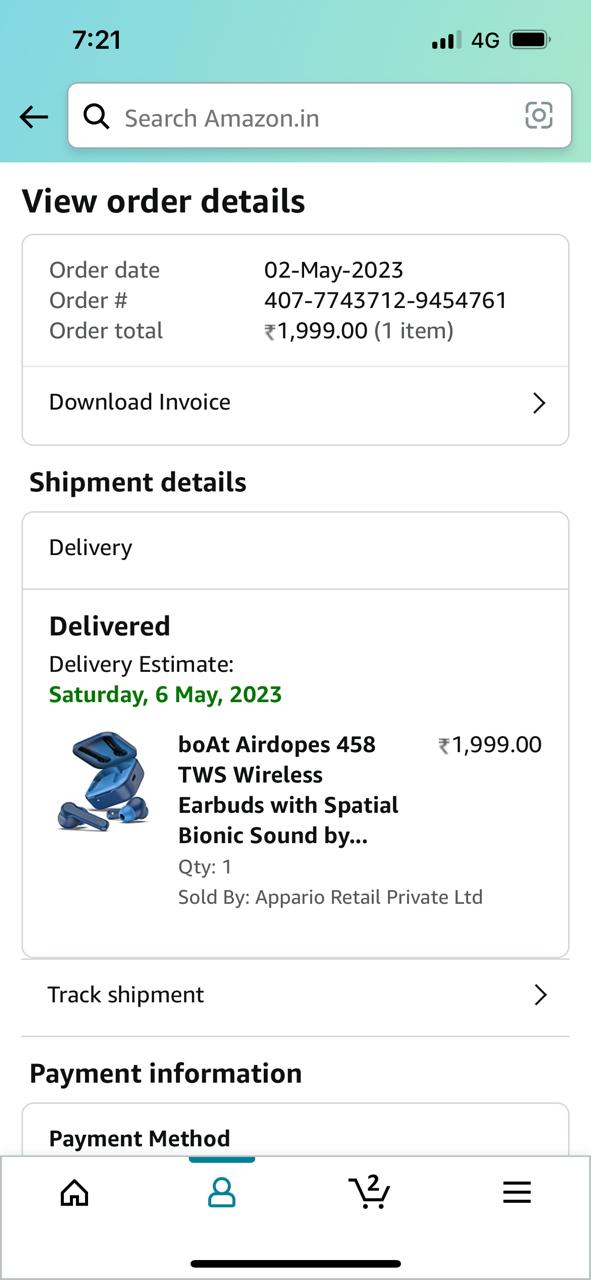 7:21
4G
Search Amazon.in
View order details
Order date 02-May-2023
Order # 407-7743712-9454761
Order total ₹1,999.00 (1 item)
Download Invoice
Shipment details
Delivery
Delivered
Delivery Estimate:
Saturday, 6 May, 2023
boAt Airdopes 458 ₹1,999.00
TWS Wireless
Earbuds with Spatial
Bionic Sound by...
Qty: 1
Sold By: Appario Retail Private Ltd
Track shipment
Payment information
Payment Method
2